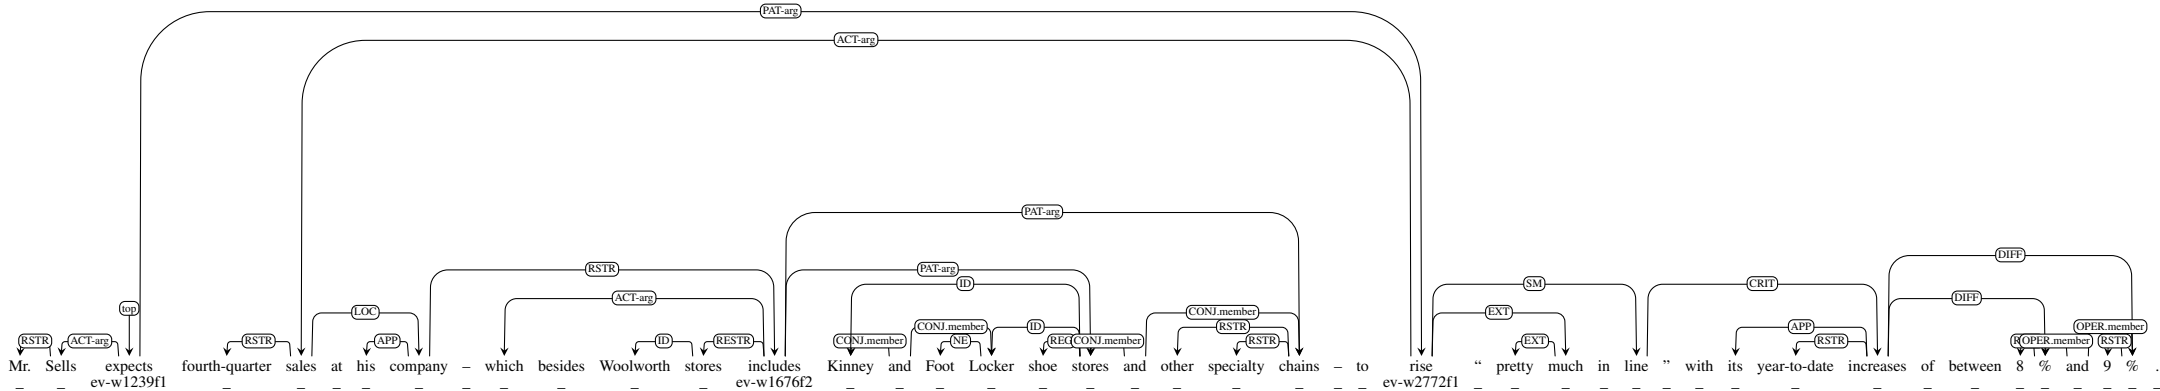 PAT-arg
ACT-arg
PAT-arg
DIFF
RSTR PAT-arg
ID SM CRIT
ACT-arg DIFF
top LOC EXT CONJ.member
CONJ.member ID RSTR APP OPER.member
RSTR ACT-arg RSTR APP ID RESTR CONJ.member NE CONJ.member RSTR EXT RSTR OPER.member RSTR
Mr. Sells expects fourth-quarter sales at his company – which besides Woolworth stores includes Kinney and Foot Locker shoe stores and other specialty chains – to rise “ pretty much in line ” with its year-to-date increases of between 8 % and 9 % .
ev-w1239f1 ev-w1676f2 ev-w2772f1